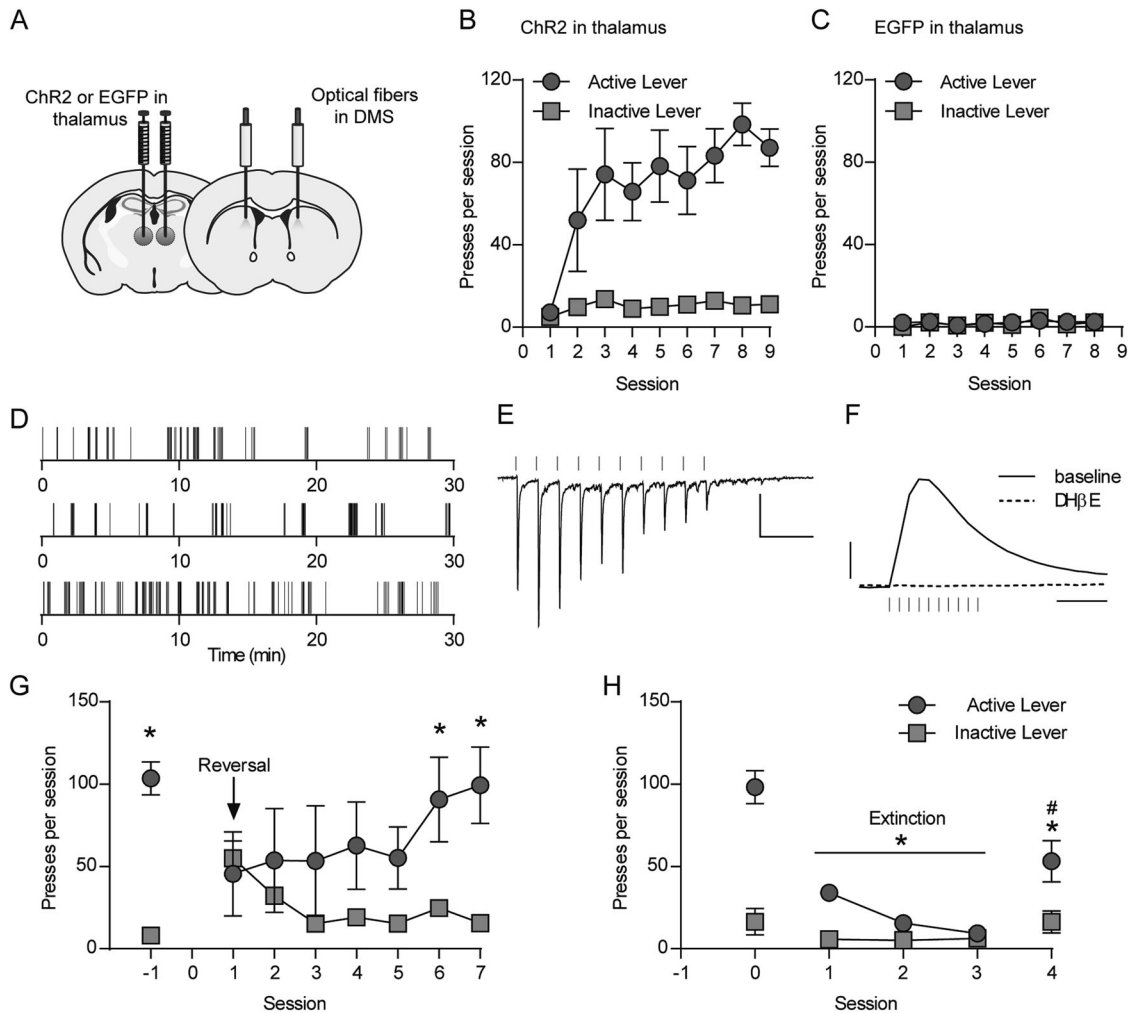 A
ChR2 or EGFP in
thalamus
Optical fibers
in DMS
B
ChR2 in thalamus
120
80
40
0
Presses per session
Active Lever
Inactive Lever
0 1 2 3 4 5 6 7 8 9
Session
C
EGFP in thalamus
120
80
40
0
Presses per session
Active Lever
Inactive Lever
0 1 2 3 4 5 6 7 8 9
Session
D
0 10 20 30
0 10 20 30
0 10 20 30
Time (min)
E
F
baseline
DHβE
G
150
100
50
0
Presses per session
*
Reversal
* *
-1 0 1 2 3 4 5 6 7
Session
H
150
100
50
0
Presses per session
Active Lever
Inactive Lever
Extinction
*
#
*
-1 0 1 2 3 4
Session